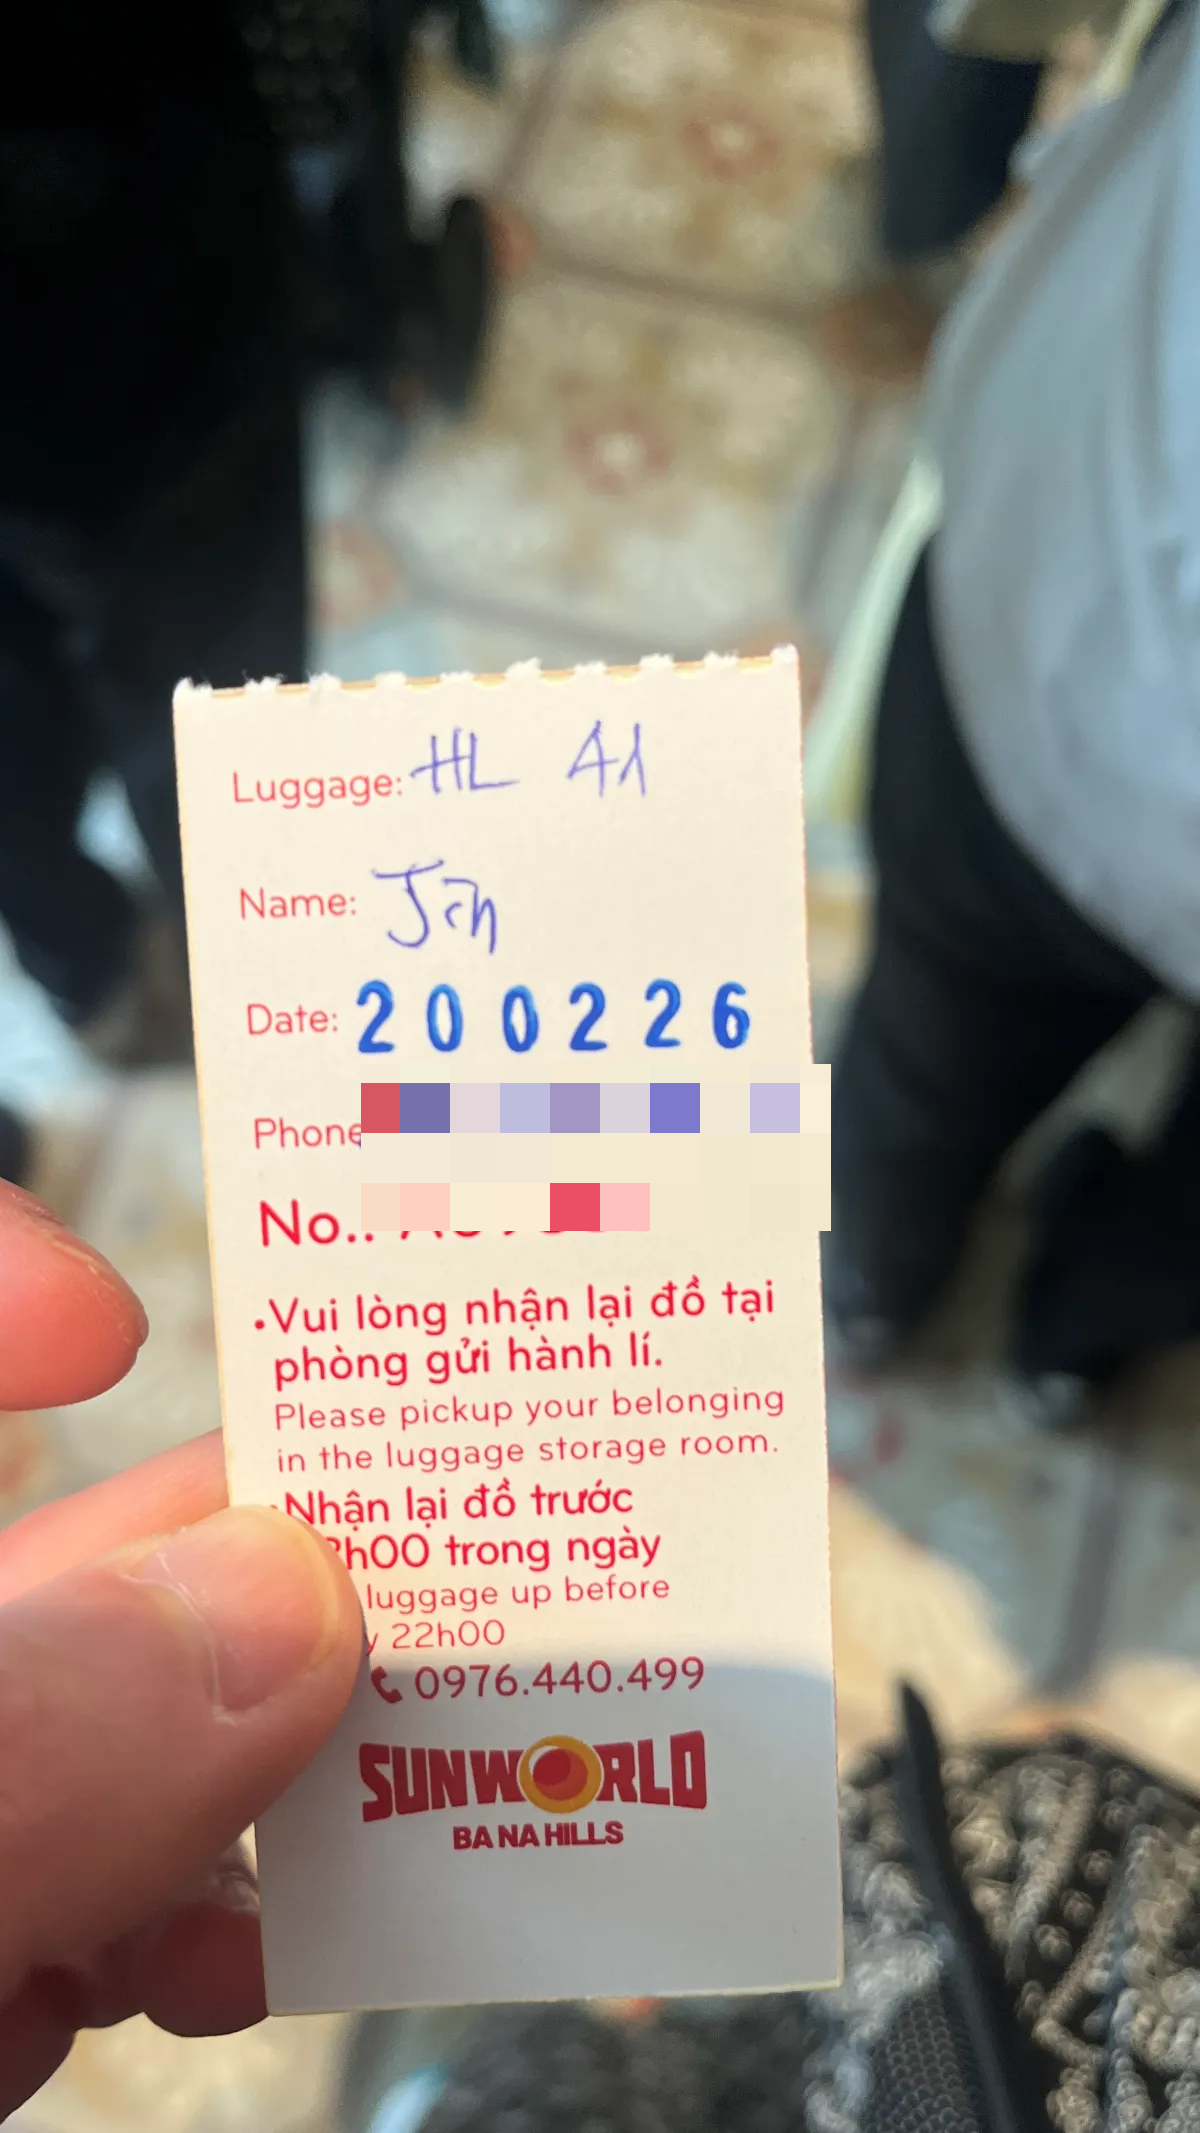 Luggage: HL 41
Name:
Date: 200226
Phone
No..
•Vui lòng nhận lại đồ tại
phòng gửi hành lí.
Please pickup your belonging
in the luggage storage room.
•Nhận lại đồ trước
h00 trong ngày
luggage up before
22h00
0976.440.499
SUNWORLD
BA NA HILLS